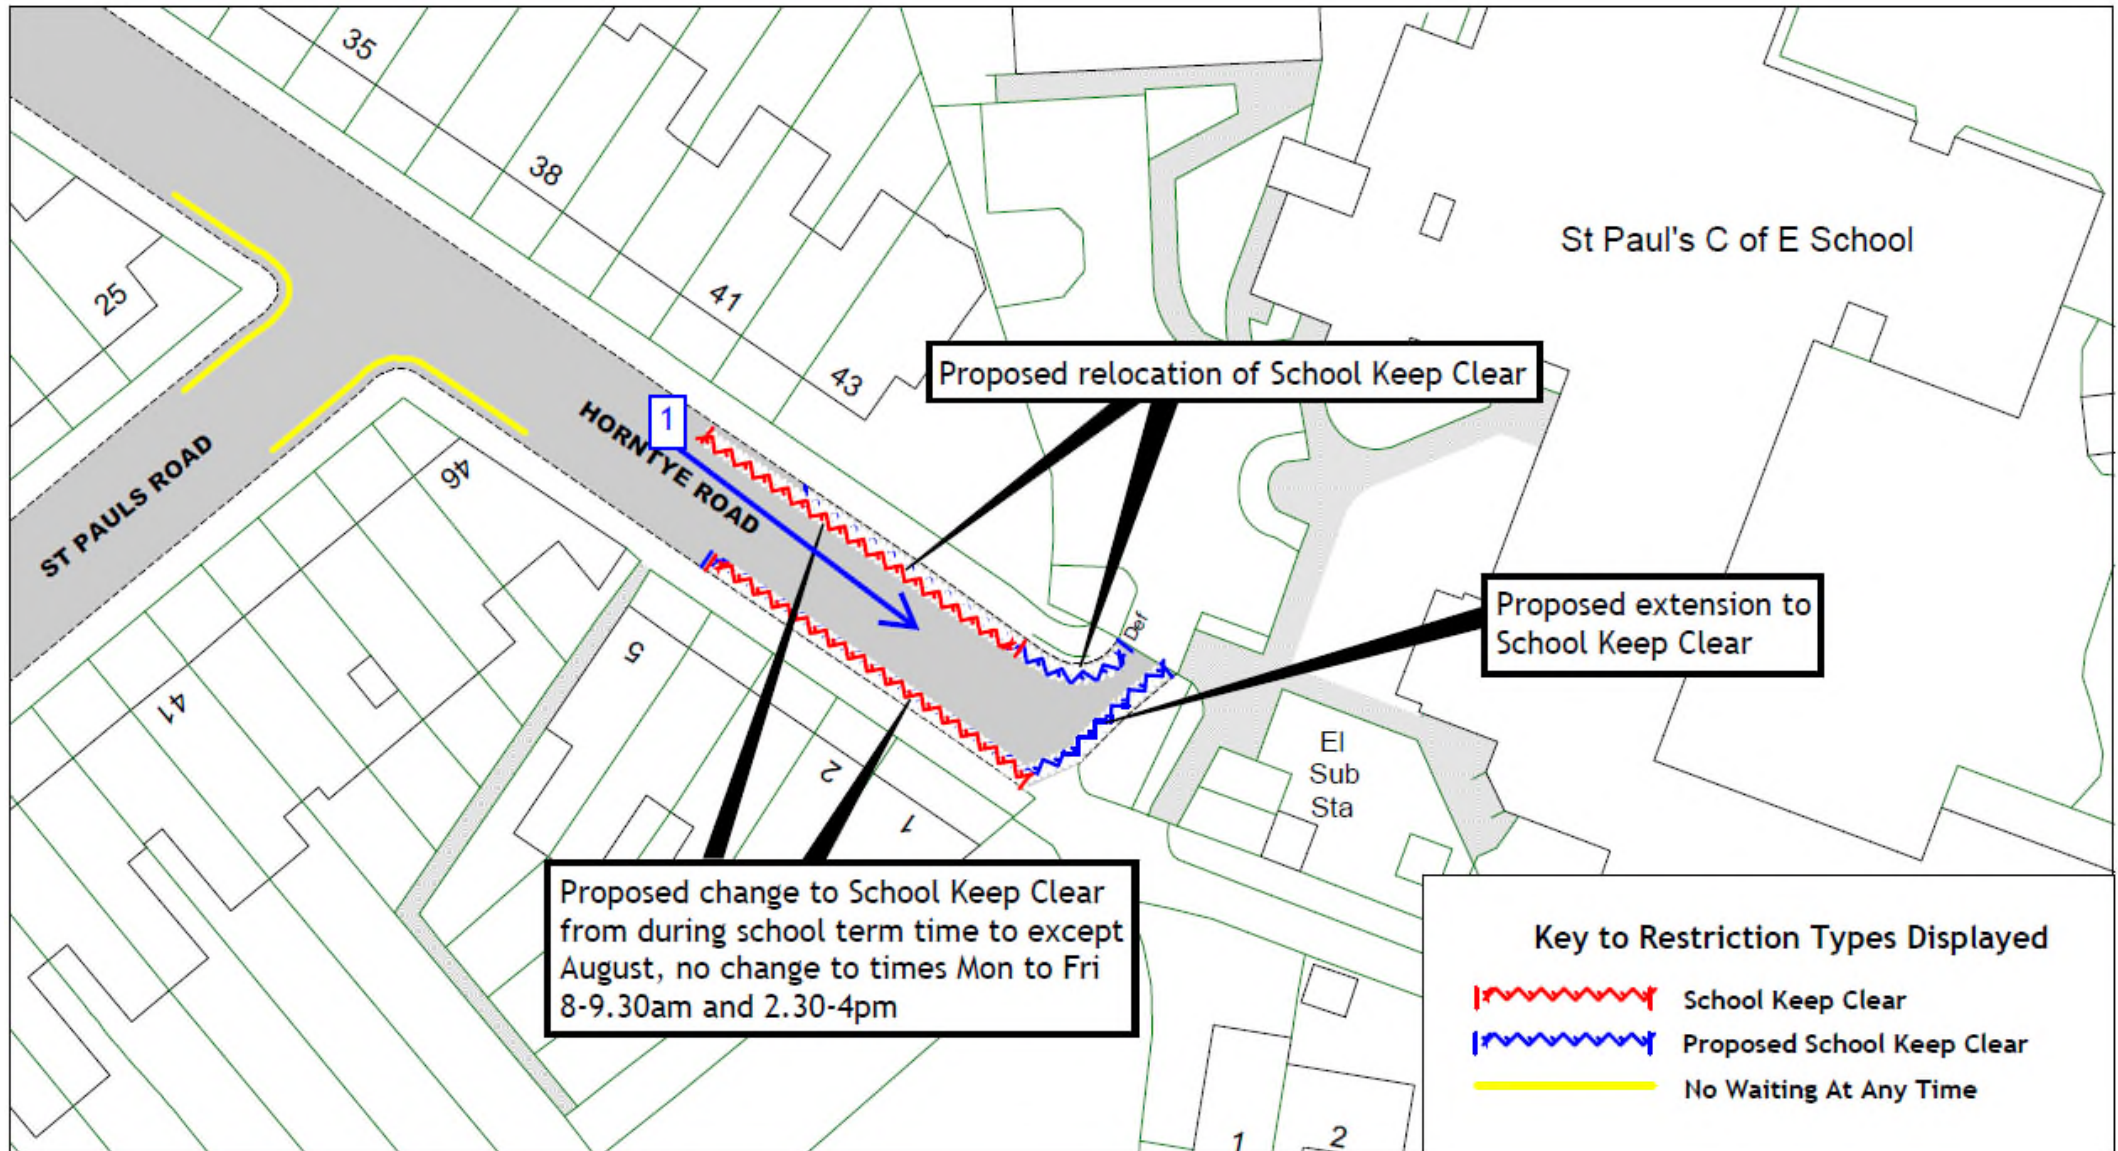 35
38
25
41
43
St Paul's C of E School
Proposed relocation of School Keep Clear
1
HORNTYE ROAD
ST PAULS ROAD
46
41
5
2
1
Def
Proposed extension to
School Keep Clear
El
Sub
Sta
Proposed change to School Keep Clear
from during school term time to except
August, no change to times Mon to Fri
8-9.30am and 2.30-4pm
Key to Restriction Types Displayed
School Keep Clear
Proposed School Keep Clear
No Waiting At Any Time
1
2